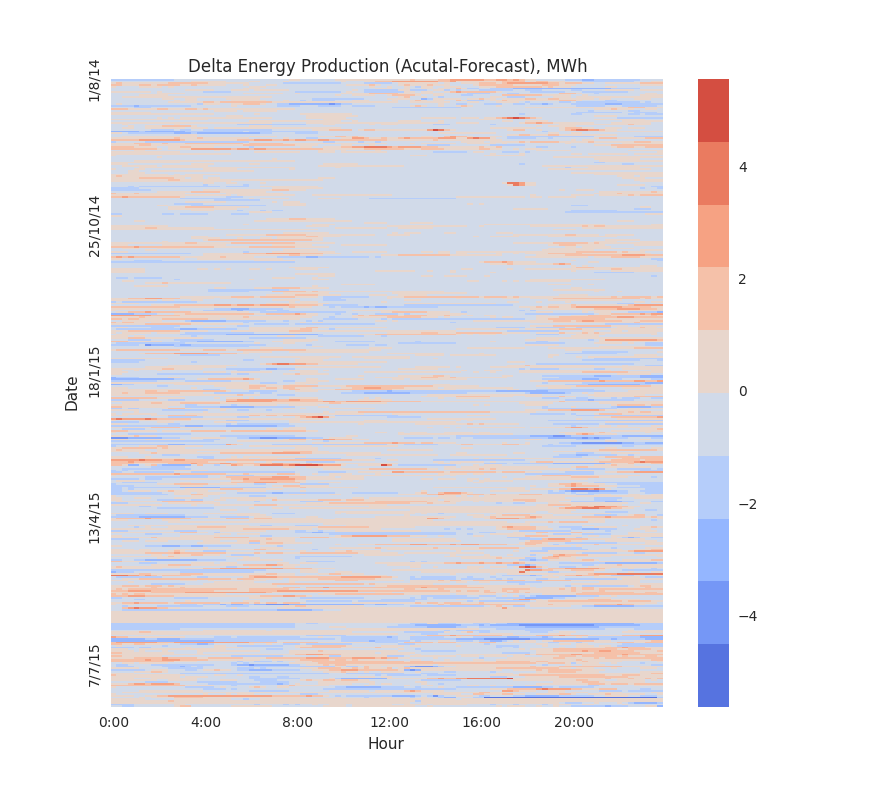 Delta Energy Production (Acutal-Forecast), MWh
1/8/14
25/10/14
18/1/15
13/4/15
7/7/15
Date
0:00 4:00 8:00 12:00 16:00 20:00
Hour
4
2
0
−2
−4